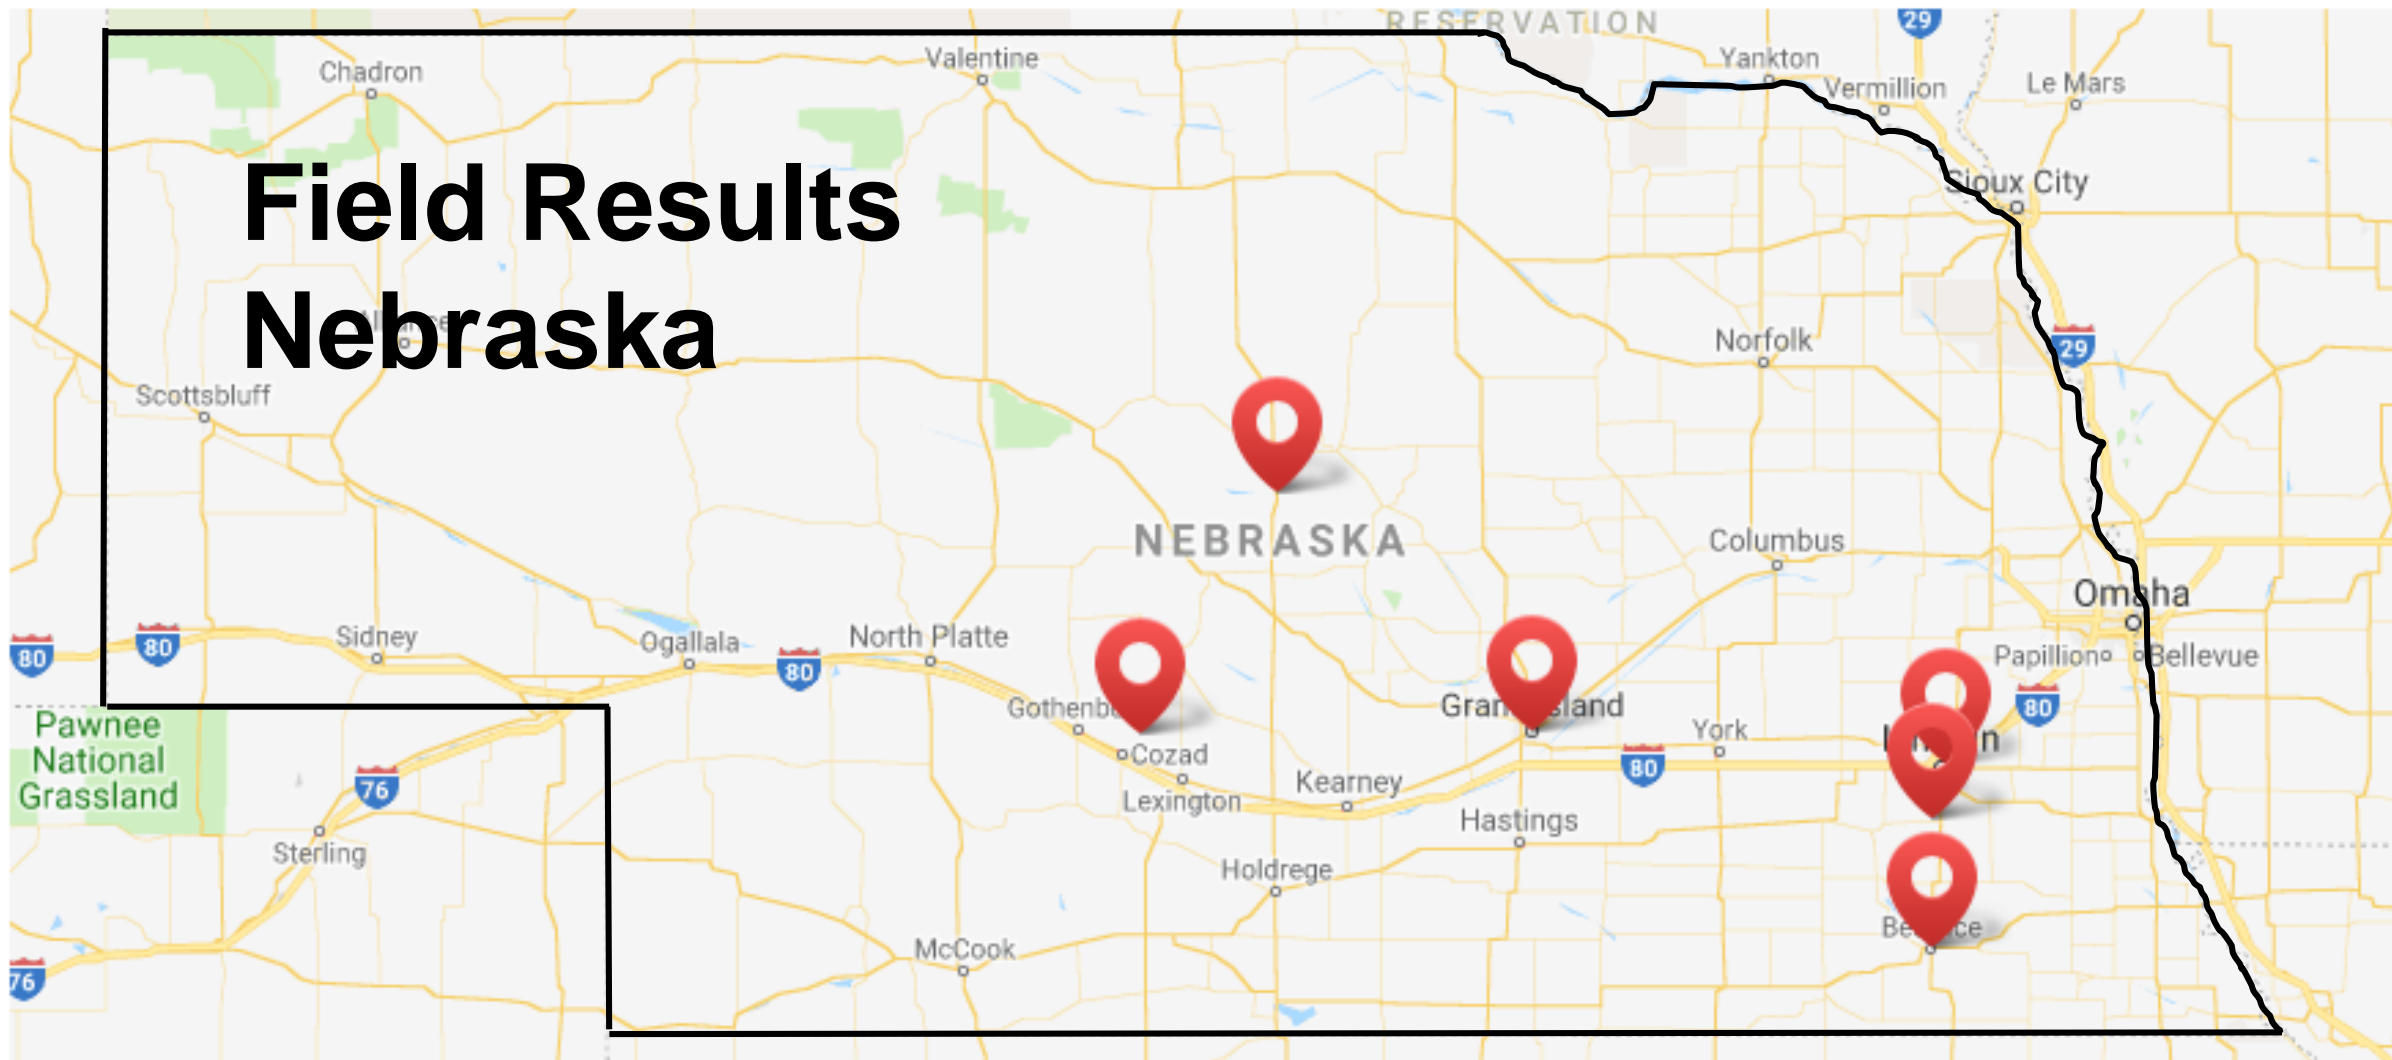 RESERVATION
29
Valentine
Yankton
Chadron
Vermillion
Le Mars
Field Results
Sioux City
Nebraska
Norfolk
29
Scottsbluff
NEBRASKA
Columbus
Omaha
80
80
Sidney
Ogallala
80
North Platte
Papillion
Bellevue
80
Pawnee
National
Grassland
York
Cozad
80
76
Kearney
Lexington
Hastings
Sterling
Holdrege
McCook
76